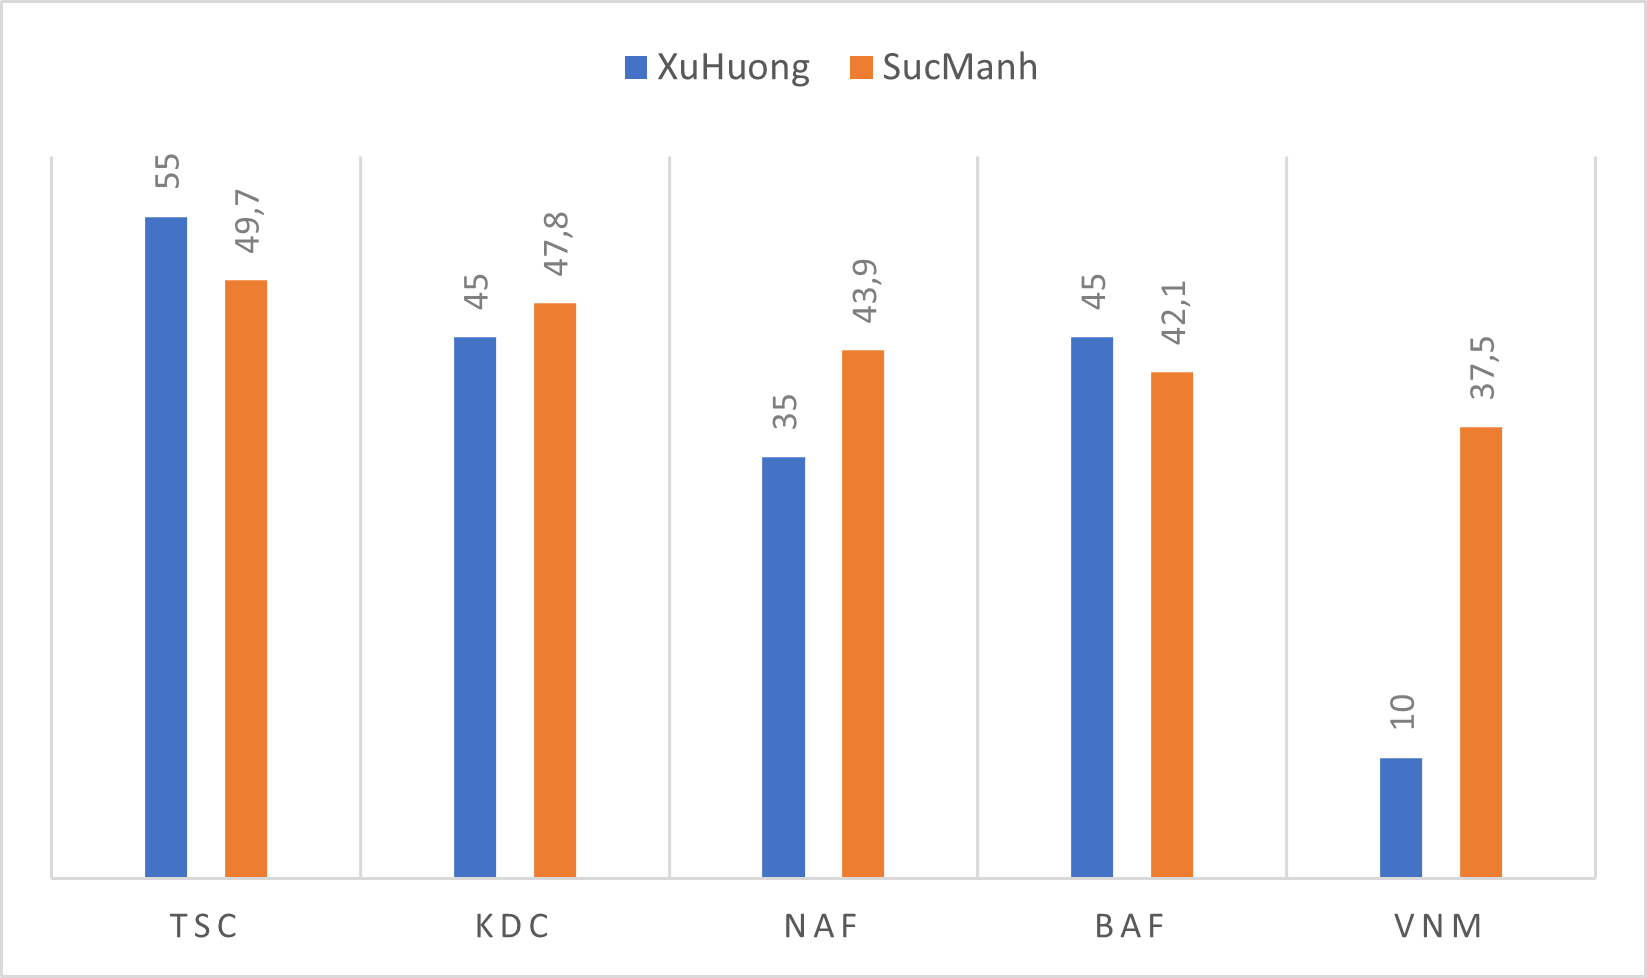 XuHuong SucManh
55 49,7 45 47,8 35 43,9 45 42,1 10 37,5
TSC KDC NAF BAF VNM